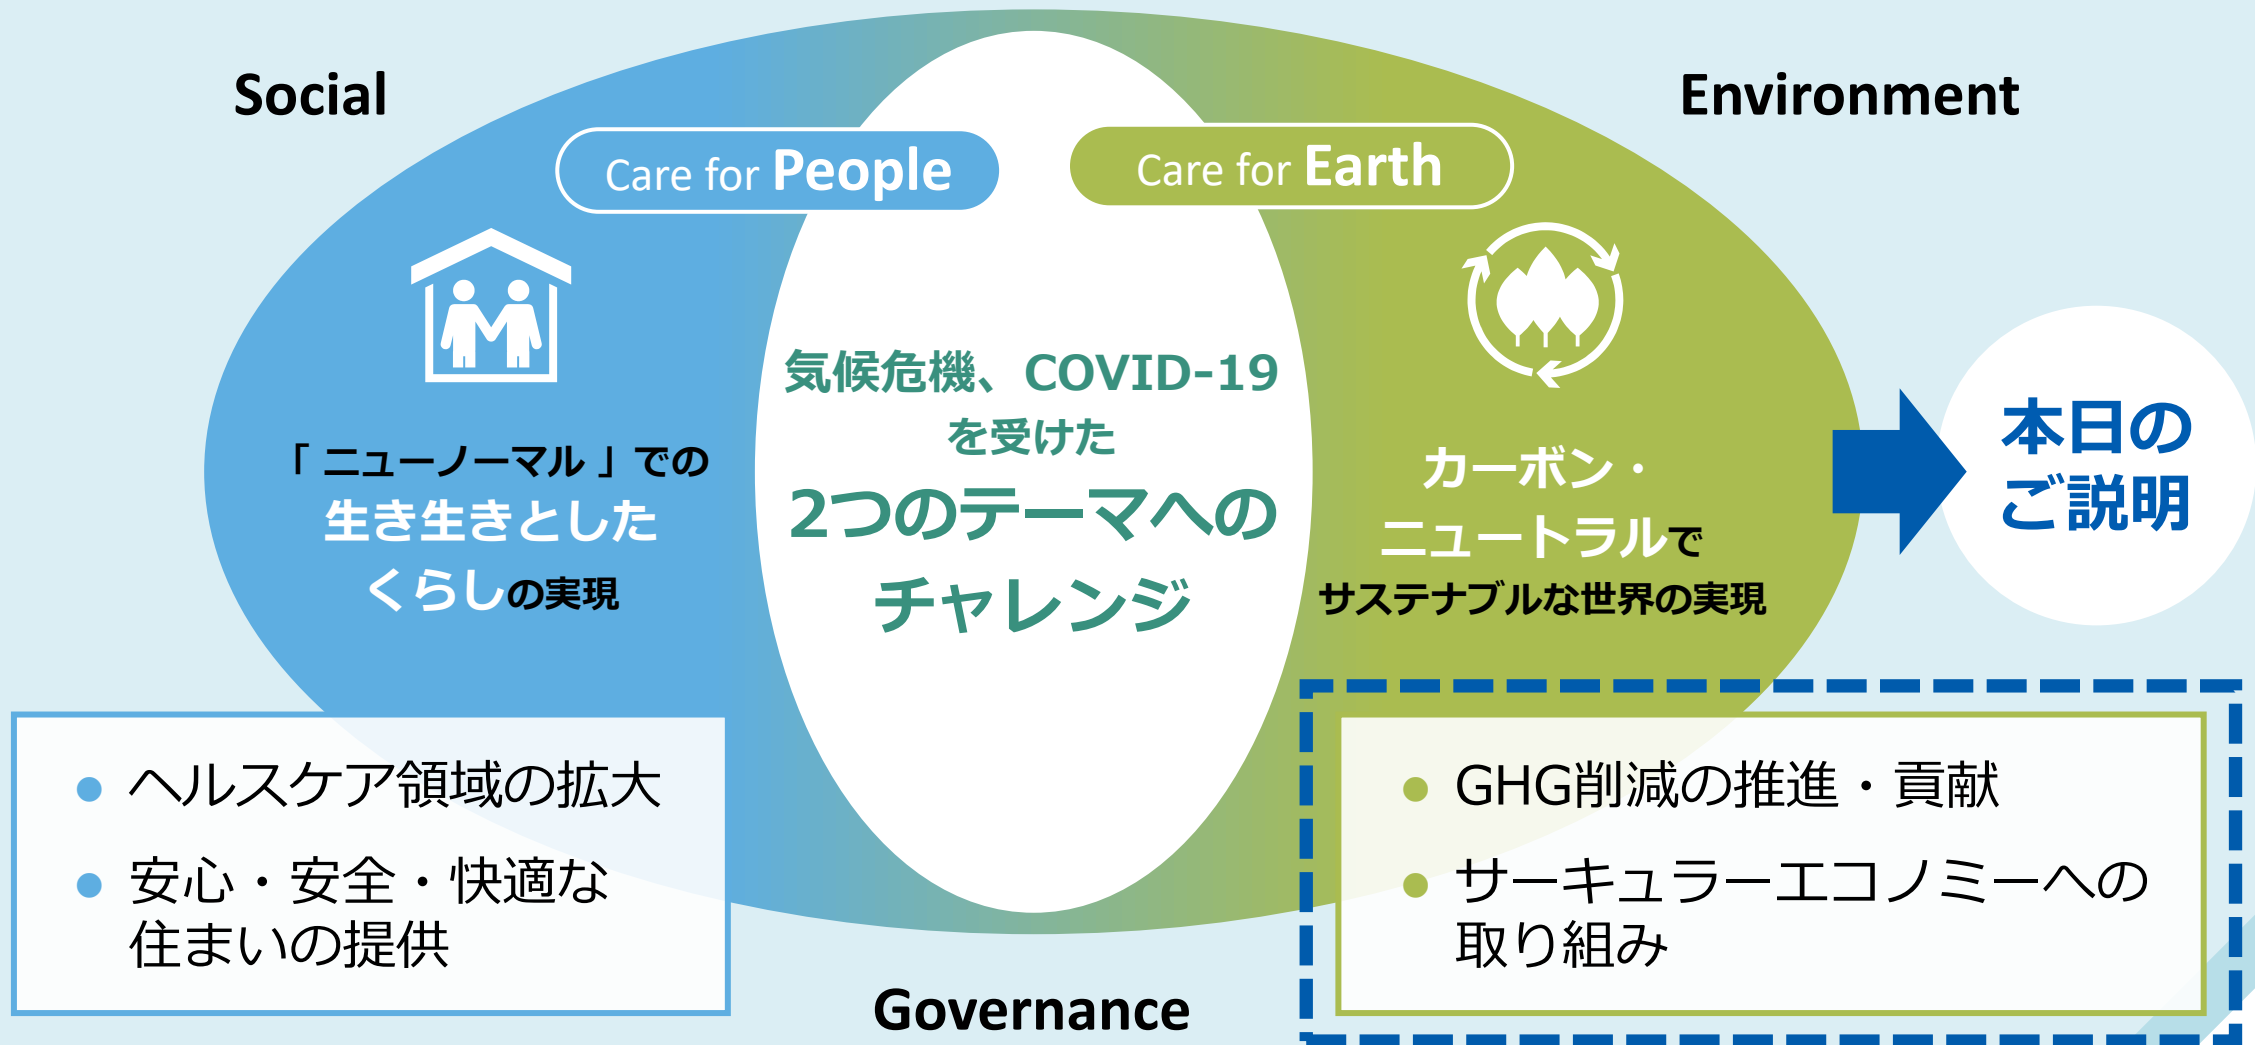 Social
Environment
Care for People
Care for Earth
「 ニューノーマル 」での
生き生きとした
くらしの実現
気候危機、COVID-19
を受けた
2つのテーマへの
チャレンジ
カーボン・
ニュートラルで
サステナブルな世界の実現
本日の
ご説明
● ヘルスケア領域の拡大
● 安心・安全・快適な
住まいの提供
● GHG削減の推進・貢献
● サーキュラーエコノミーへの
取り組み
Governance